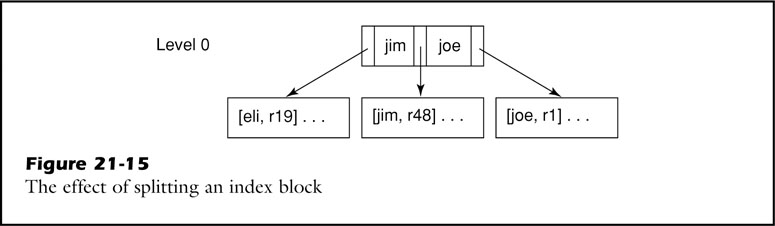 Level 0
jim joe
[eli, r19] . . . [jim, r48] . . . [joe, r1] . . .
Figure 21-15
The effect of splitting an index block